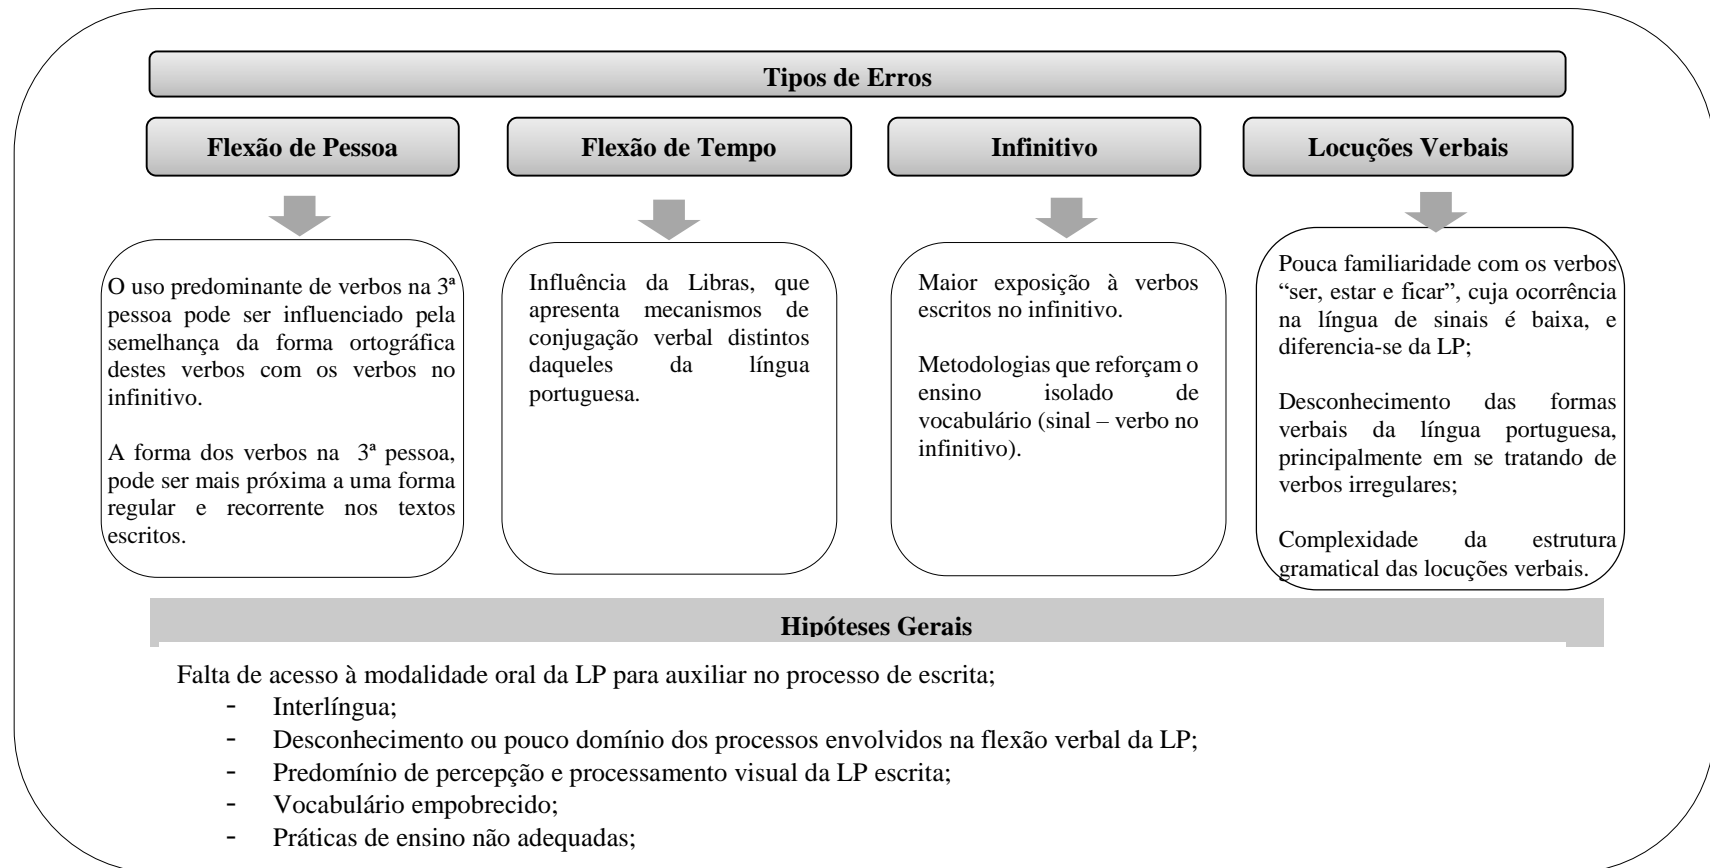 Tipos de Erros
Flexão de Pessoa
Flexão de Tempo
Infinitivo
Locuções Verbais
O uso predominante de verbos na 3ª
pessoa pode ser influenciado pela
semelhança da forma ortográfica
destes verbos com os verbos no
infinitivo.
A forma dos verbos na 3ª pessoa,
pode ser mais próxima a uma forma
regular e recorrente nos textos
escritos.
Influência da Libras, que
apresenta mecanismos de
conjugação verbal distintos
daqueles da língua
portuguesa.
Maior exposição à verbos
escritos no infinitivo.
Metodologias que reforçam o
ensino isolado de
vocabulário (sinal – verbo no
infinitivo).
Pouca familiaridade com os verbos
“ser, estar e ficar”, cuja ocorrência
na língua de sinais é baixa, e
diferencia-se da LP;
Desconhecimento das formas
verbais da língua portuguesa,
principalmente em se tratando de
verbos irregulares;
Complexidade da estrutura
gramatical das locuções verbais.
Hipóteses Gerais
Falta de acesso à modalidade oral da LP para auxiliar no processo de escrita;
- Interlíngua;
- Desconhecimento ou pouco domínio dos processos envolvidos na flexão verbal da LP;
- Predomínio de percepção e processamento visual da LP escrita;
- Vocabulário empobrecido;
- Práticas de ensino não adequadas;